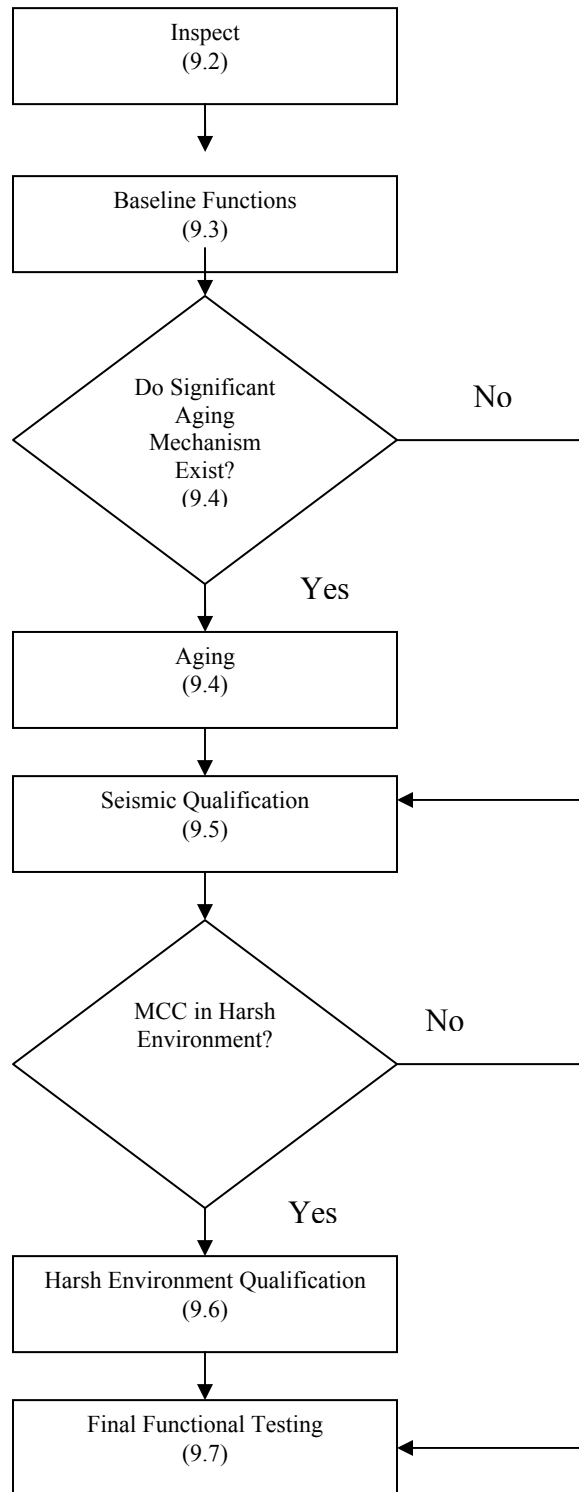 Inspect
(9.2)
Baseline Functions
(9.3)
Do Significant
Aging
Mechanism
Exist?
(9.4)
No
Yes
Aging
(9.4)
Seismic Qualification
(9.5)
MCC in Harsh
Environment?
No
Yes
Harsh Environment Qualification
(9.6)
Final Functional Testing
(9.7)